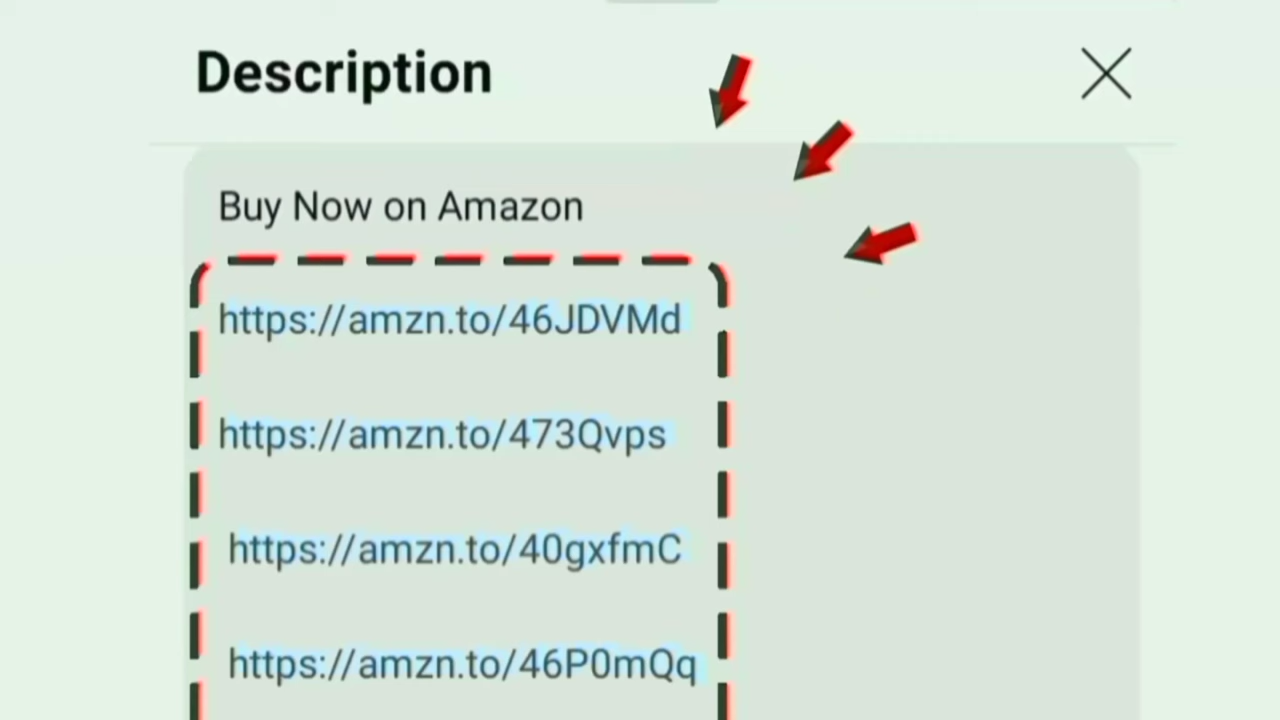 Description
Buy Now on Amazon
https://amzn.to/46JDVMd
https://amzn.to/473Qvps
https://amzn.to/40gxfmC
https://amzn.to/46P0mQq